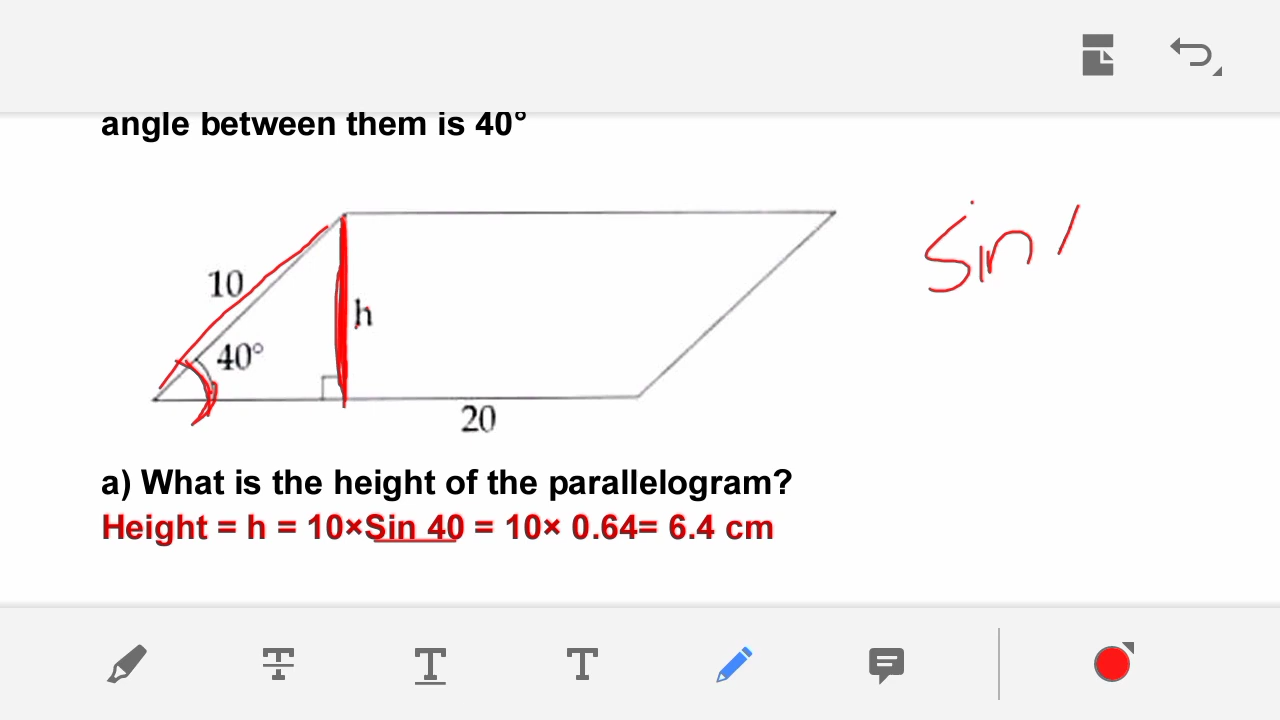 angle between them is 40°
Sin
10
h
40°
20
a) What is the height of the parallelogram?
Height = h = 10×Sin 40 = 10× 0.64= 6.4 cm